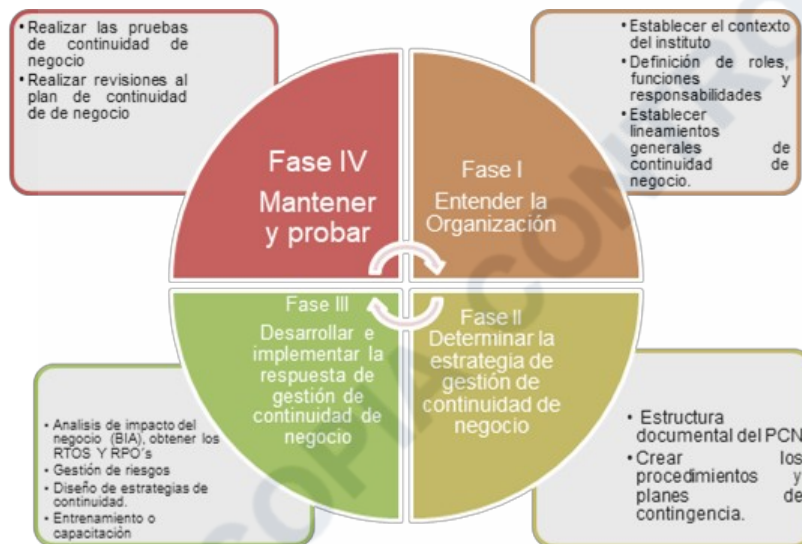 • Realizar las pruebas
de continuidad de
negocio
• Realizar revisiones al
plan de continuidad
de de negocio
• Establecer el contexto
del instituto
• Definición de roles,
funciones y
responsabilidades
• Establecer
lineamientos
generales de
continuidad de
negocio.
Fase IV
Mantener
y probar
Fase I
Entender la
Organización
Fase III
Desarrollar e
implementar la
respuesta de
gestión de
continuidad de
negocio
Fase II
Determinar la
estrategia de
gestión de
continuidad de
negocio
• Analisis de impacto del
negocio (BIA), obtener los
RTOS Y RPO´s
• Gestión de riesgos
• Diseño de estrategias de
continuidad.
• Entrenamiento o
capacitación
• Estructura
documental del PCN
• Crear los
procedimientos y
planes de
contingencia.
COPIA CONTRO